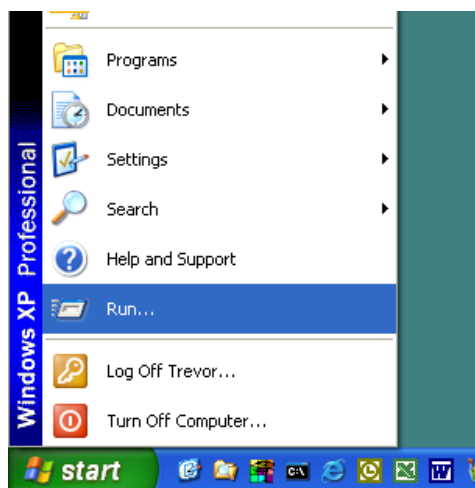 Programs
Documents
Settings
Search
Help and Support
Run...
Log Off Trevor...
Turn Off Computer...
Windows XP Professional
start
C:\